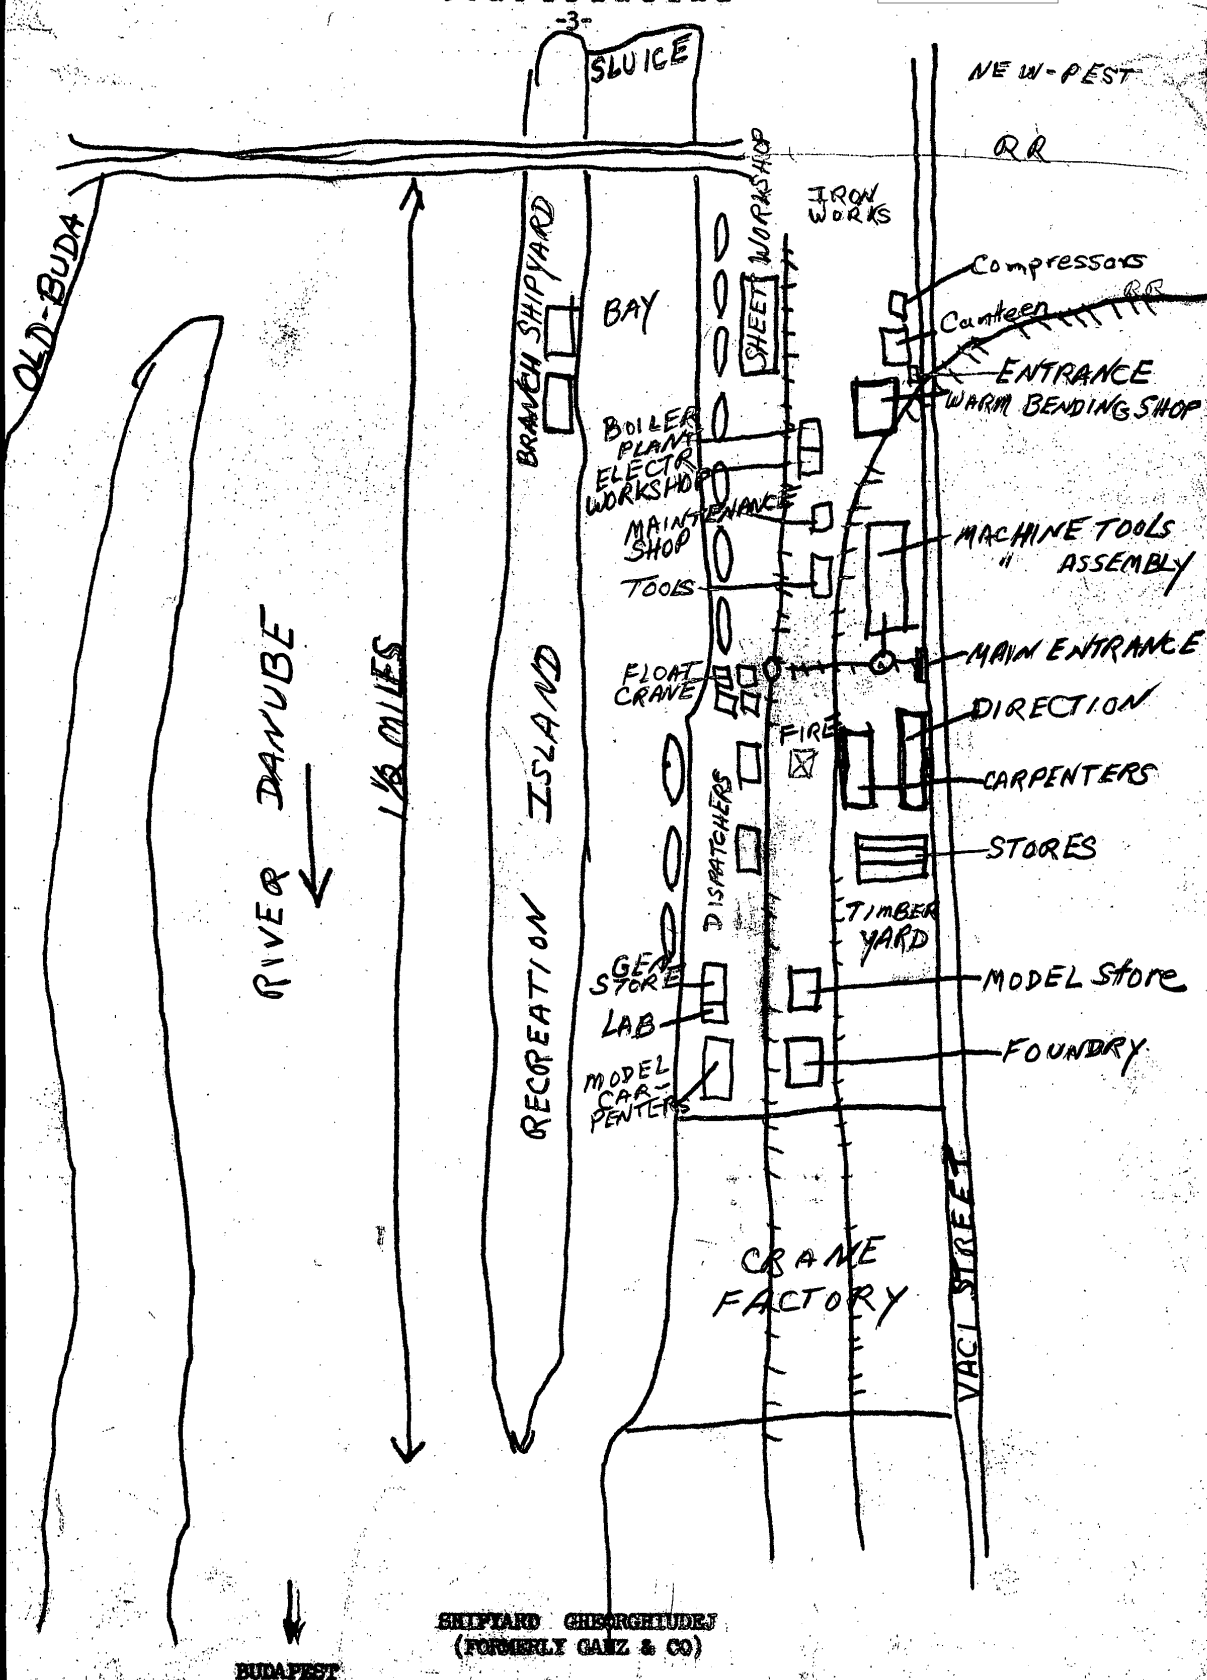 -3-
SLUICE
NEW-PEST
RR
OLD-BUDA
BRANCH SHIPYARD
BAY
SHEET WORKSHOP
IRON
WORKS
Compressors
RR
Canteen
ENTRANCE
WARM BENDING SHOP
BOILER
PLANT
ELECTR
WORKSHOP
MAINTENANCE
SHOP
TOOLS
MACHINE TOOLS
" ASSEMBLY
MAIN ENTRANCE
FLOAT
CRANE
DIRECTION
FIRE
CARPENTERS
DISPATCHERS
STORES
TIMBER
YARD
RIVER DANUBE
1 1/2 MILES
RECREATION ISLAND
GEN
STORE
LAB
MODEL
CAR-
PENTERS
MODEL Store
FOUNDRY
CRANE
FACTORY
VACI STREET
SHIPYARD GHEORGHIUDEJ
(FORMERLY GANZ & CO)
BUDAPEST